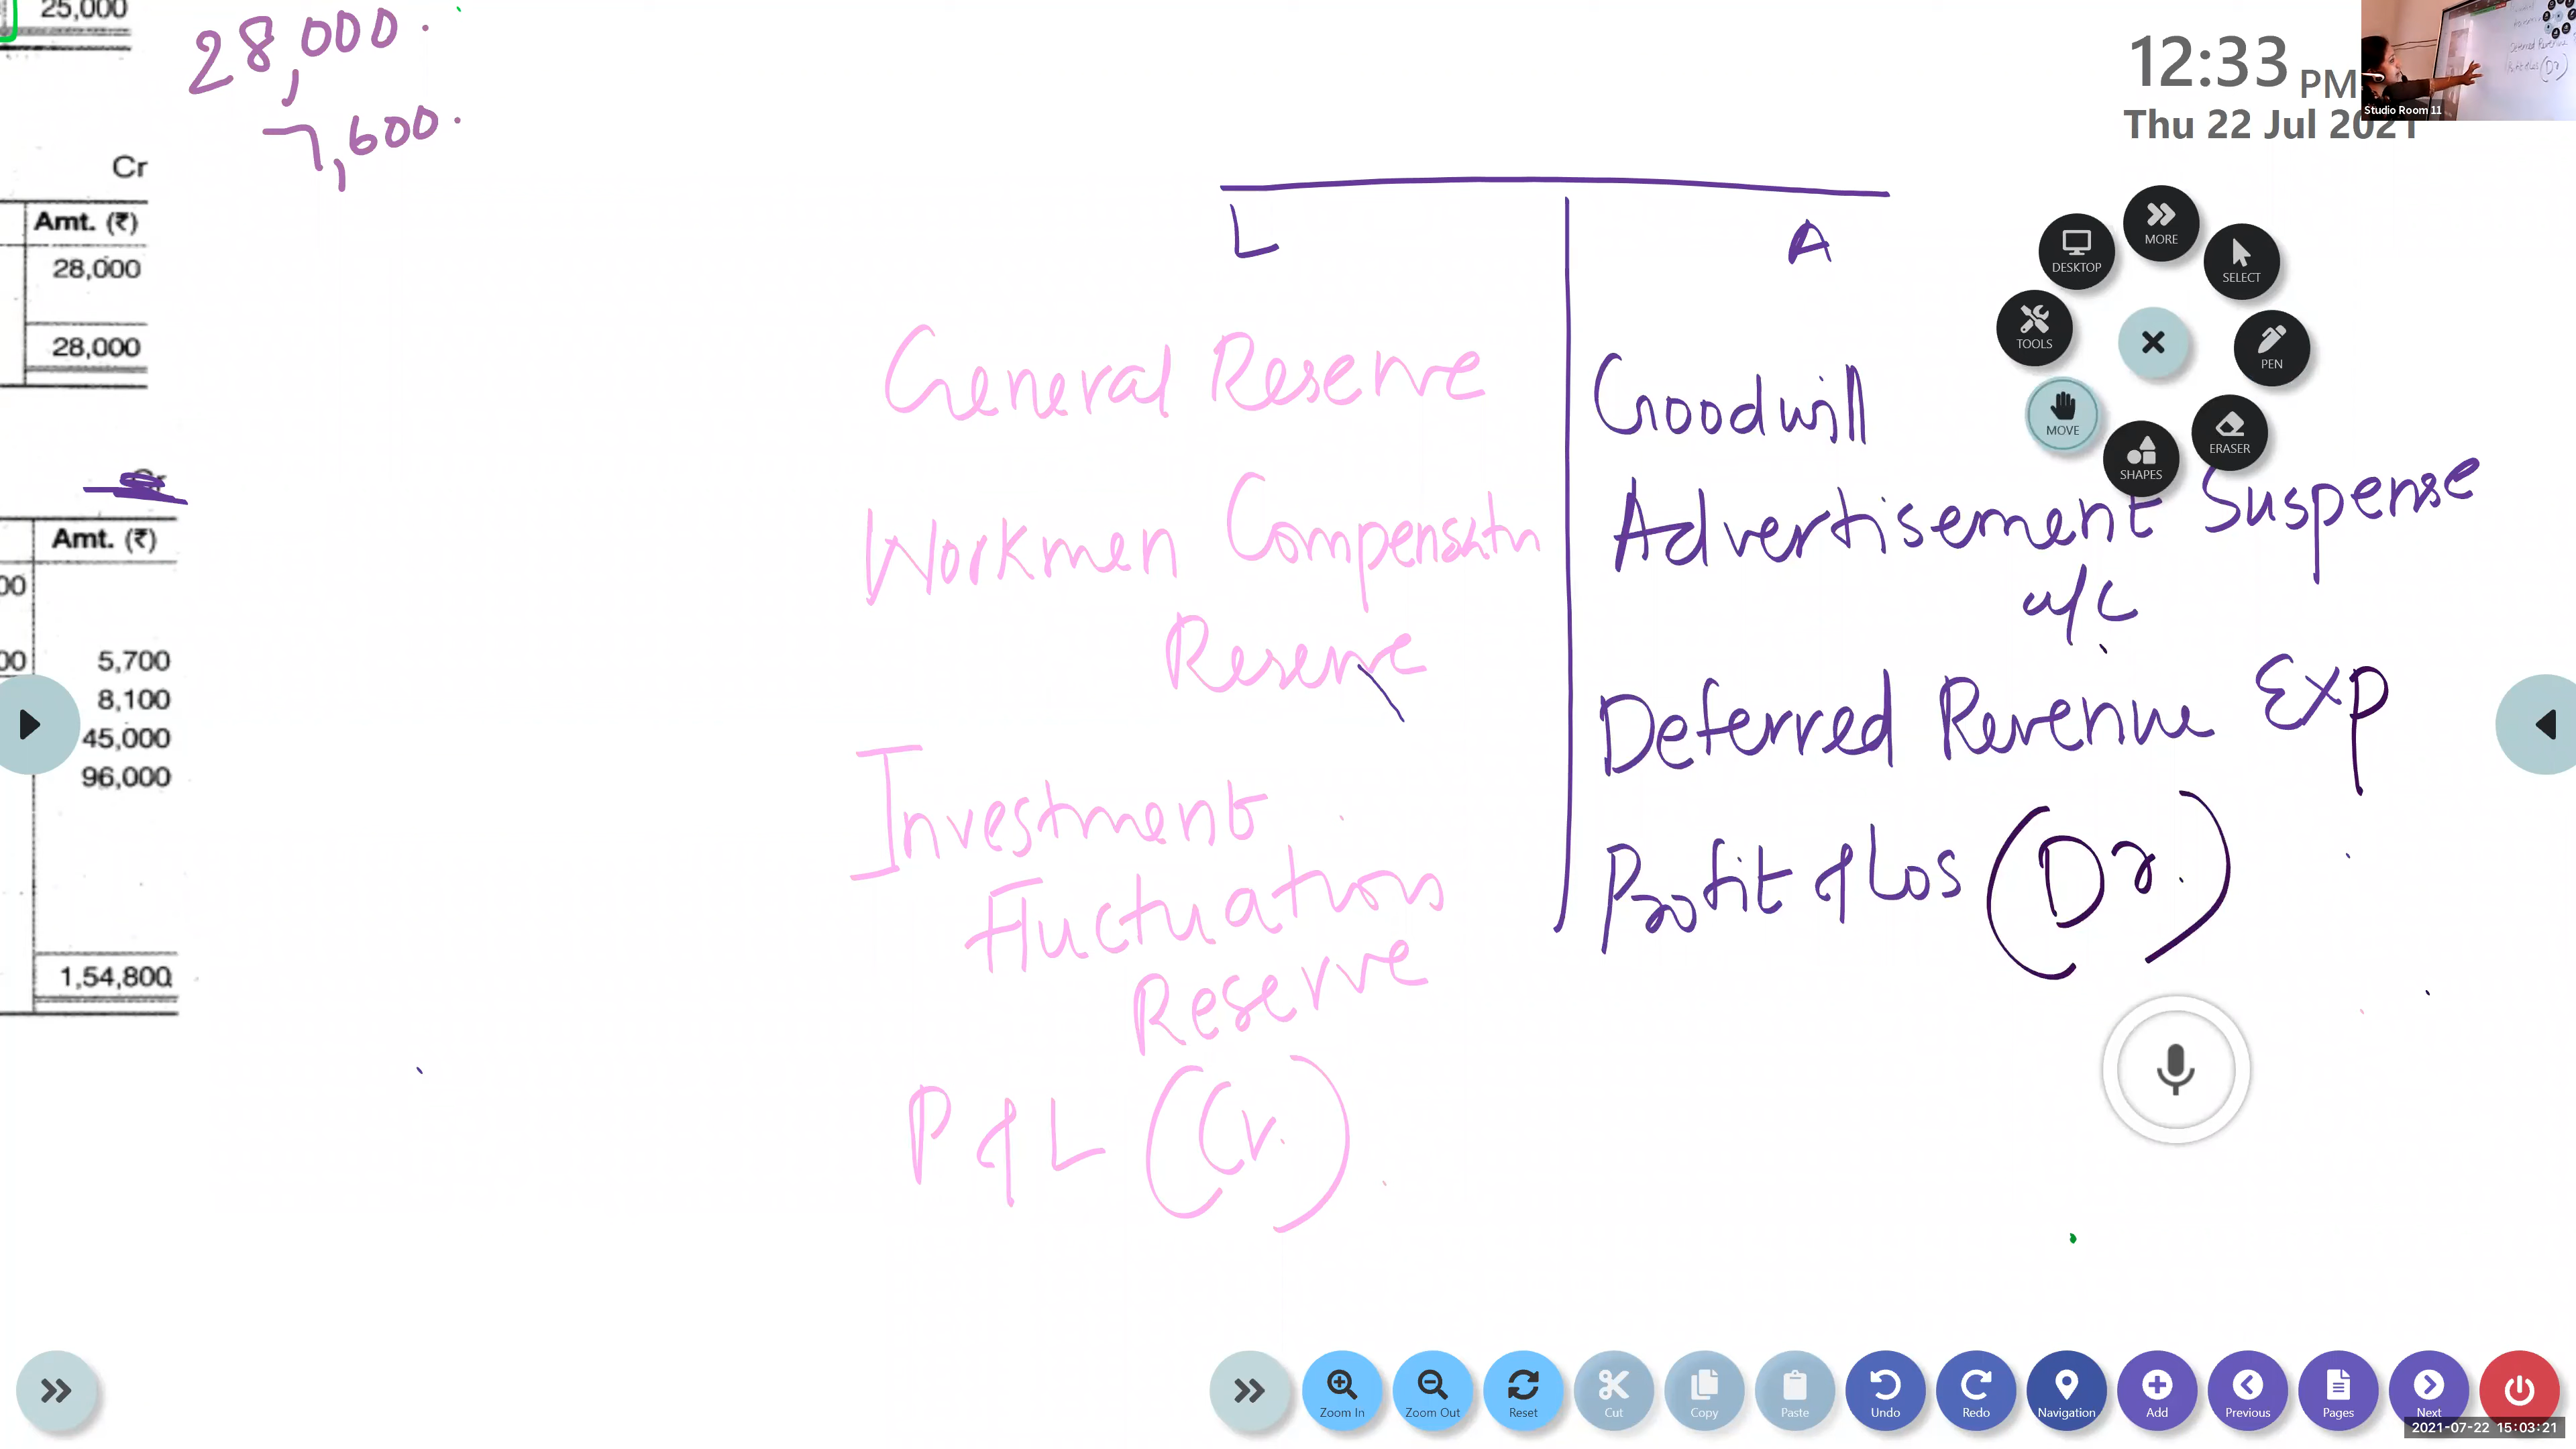 25,000
28,000.
7,600.
12:33 PM
Thu 22 Jul 2021
Studio Room 11
Cr
Amt. (₹)
28,000
28,000
Amt. (₹)
00
00 5,700
8,100
45,000
96,000
1,54,800
L A
General Reserve
Workmen Compensatn
Reserve
Investment
Fluctuation
Reserve
P & L (Cr.)
Goodwill
Advertisement Suspense
a/c
Deferred Revenue Exp
Profit & Los (Dr.)
MORE
DESKTOP
SELECT
TOOLS
PEN
MOVE
ERASER
SHAPES
Zoom In
Zoom Out
Reset
Cut
Copy
Paste
Undo
Redo
Navigation
Add
Previous
Pages
Next
2021-07-22 15:03:21